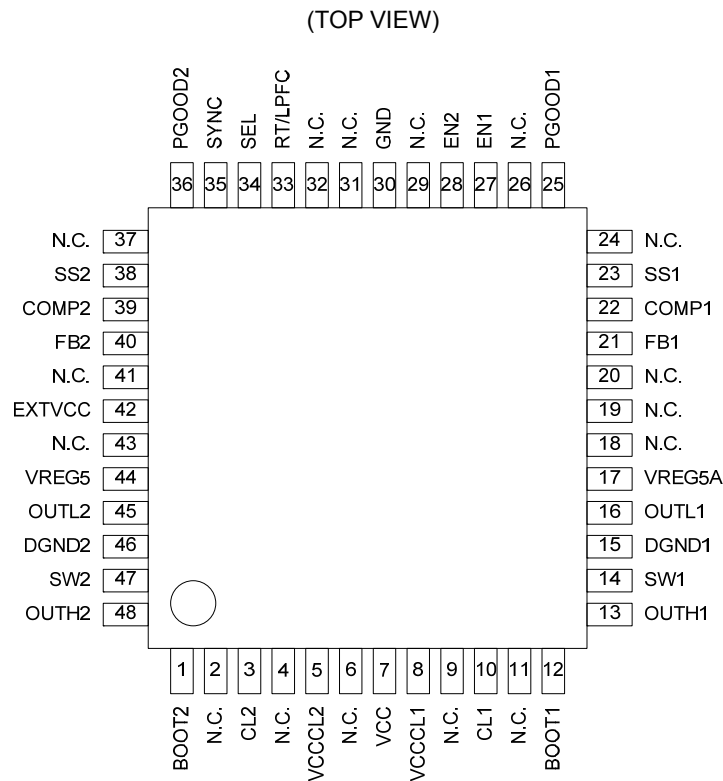 (TOP VIEW)
PGOOD2
SYNC
SEL
RT/LPFC
N.C.
N.C.
GND
N.C.
EN2
EN1
N.C.
PGOOD1
36 35 34 33 32 31 30 29 28 27 26 25
N.C. 37
SS2 38
COMP2 39
FB2 40
N.C. 41
EXTVCC 42
N.C. 43
VREG5 44
OUTL2 45
DGND2 46
SW2 47
OUTH2 48
24 N.C.
23 SS1
22 COMP1
21 FB1
20 N.C.
19 N.C.
18 N.C.
17 VREG5A
16 OUTL1
15 DGND1
14 SW1
13 OUTH1
1 2 3 4 5 6 7 8 9 10 11 12
BOOT2
N.C.
CL2
N.C.
VCCCL2
N.C.
VCC
VCCCL1
N.C.
CL1
N.C.
BOOT1